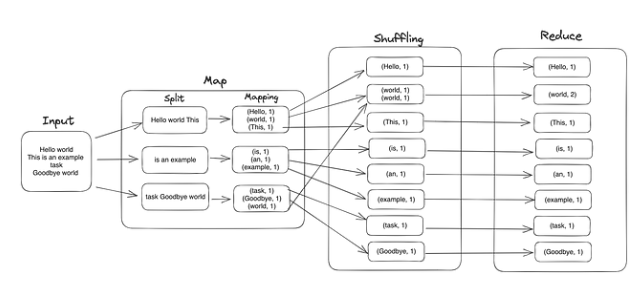 Input
Hello world
This is an example
task
Goodbye world
Map
Split
Hello world This
is an example
task Goodbye world
Mapping
(Hello, 1)
(world, 1)
(This, 1)
(is, 1)
(an, 1)
(example, 1)
(task, 1)
(Goodbye, 1)
(world, 1)
Shuffling
(Hello, 1)
(world, 1)
(world, 1)
(This, 1)
(is, 1)
(an, 1)
(example, 1)
(task, 1)
(Goodbye, 1)
Reduce
(Hello, 1)
(world, 2)
(This, 1)
(is, 1)
(an, 1)
(example, 1)
(task, 1)
(Goodbye, 1)